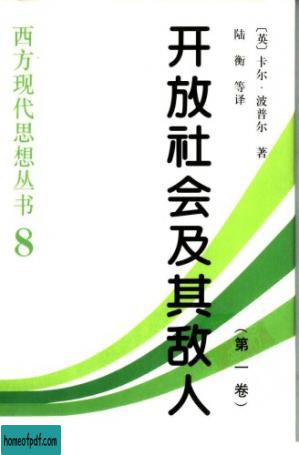 [英]卡尔·波普尔 著
陆 衡 等译
开放社会及其敌人
(第一卷)
西方现代思想丛书 8
homeofpdf.com